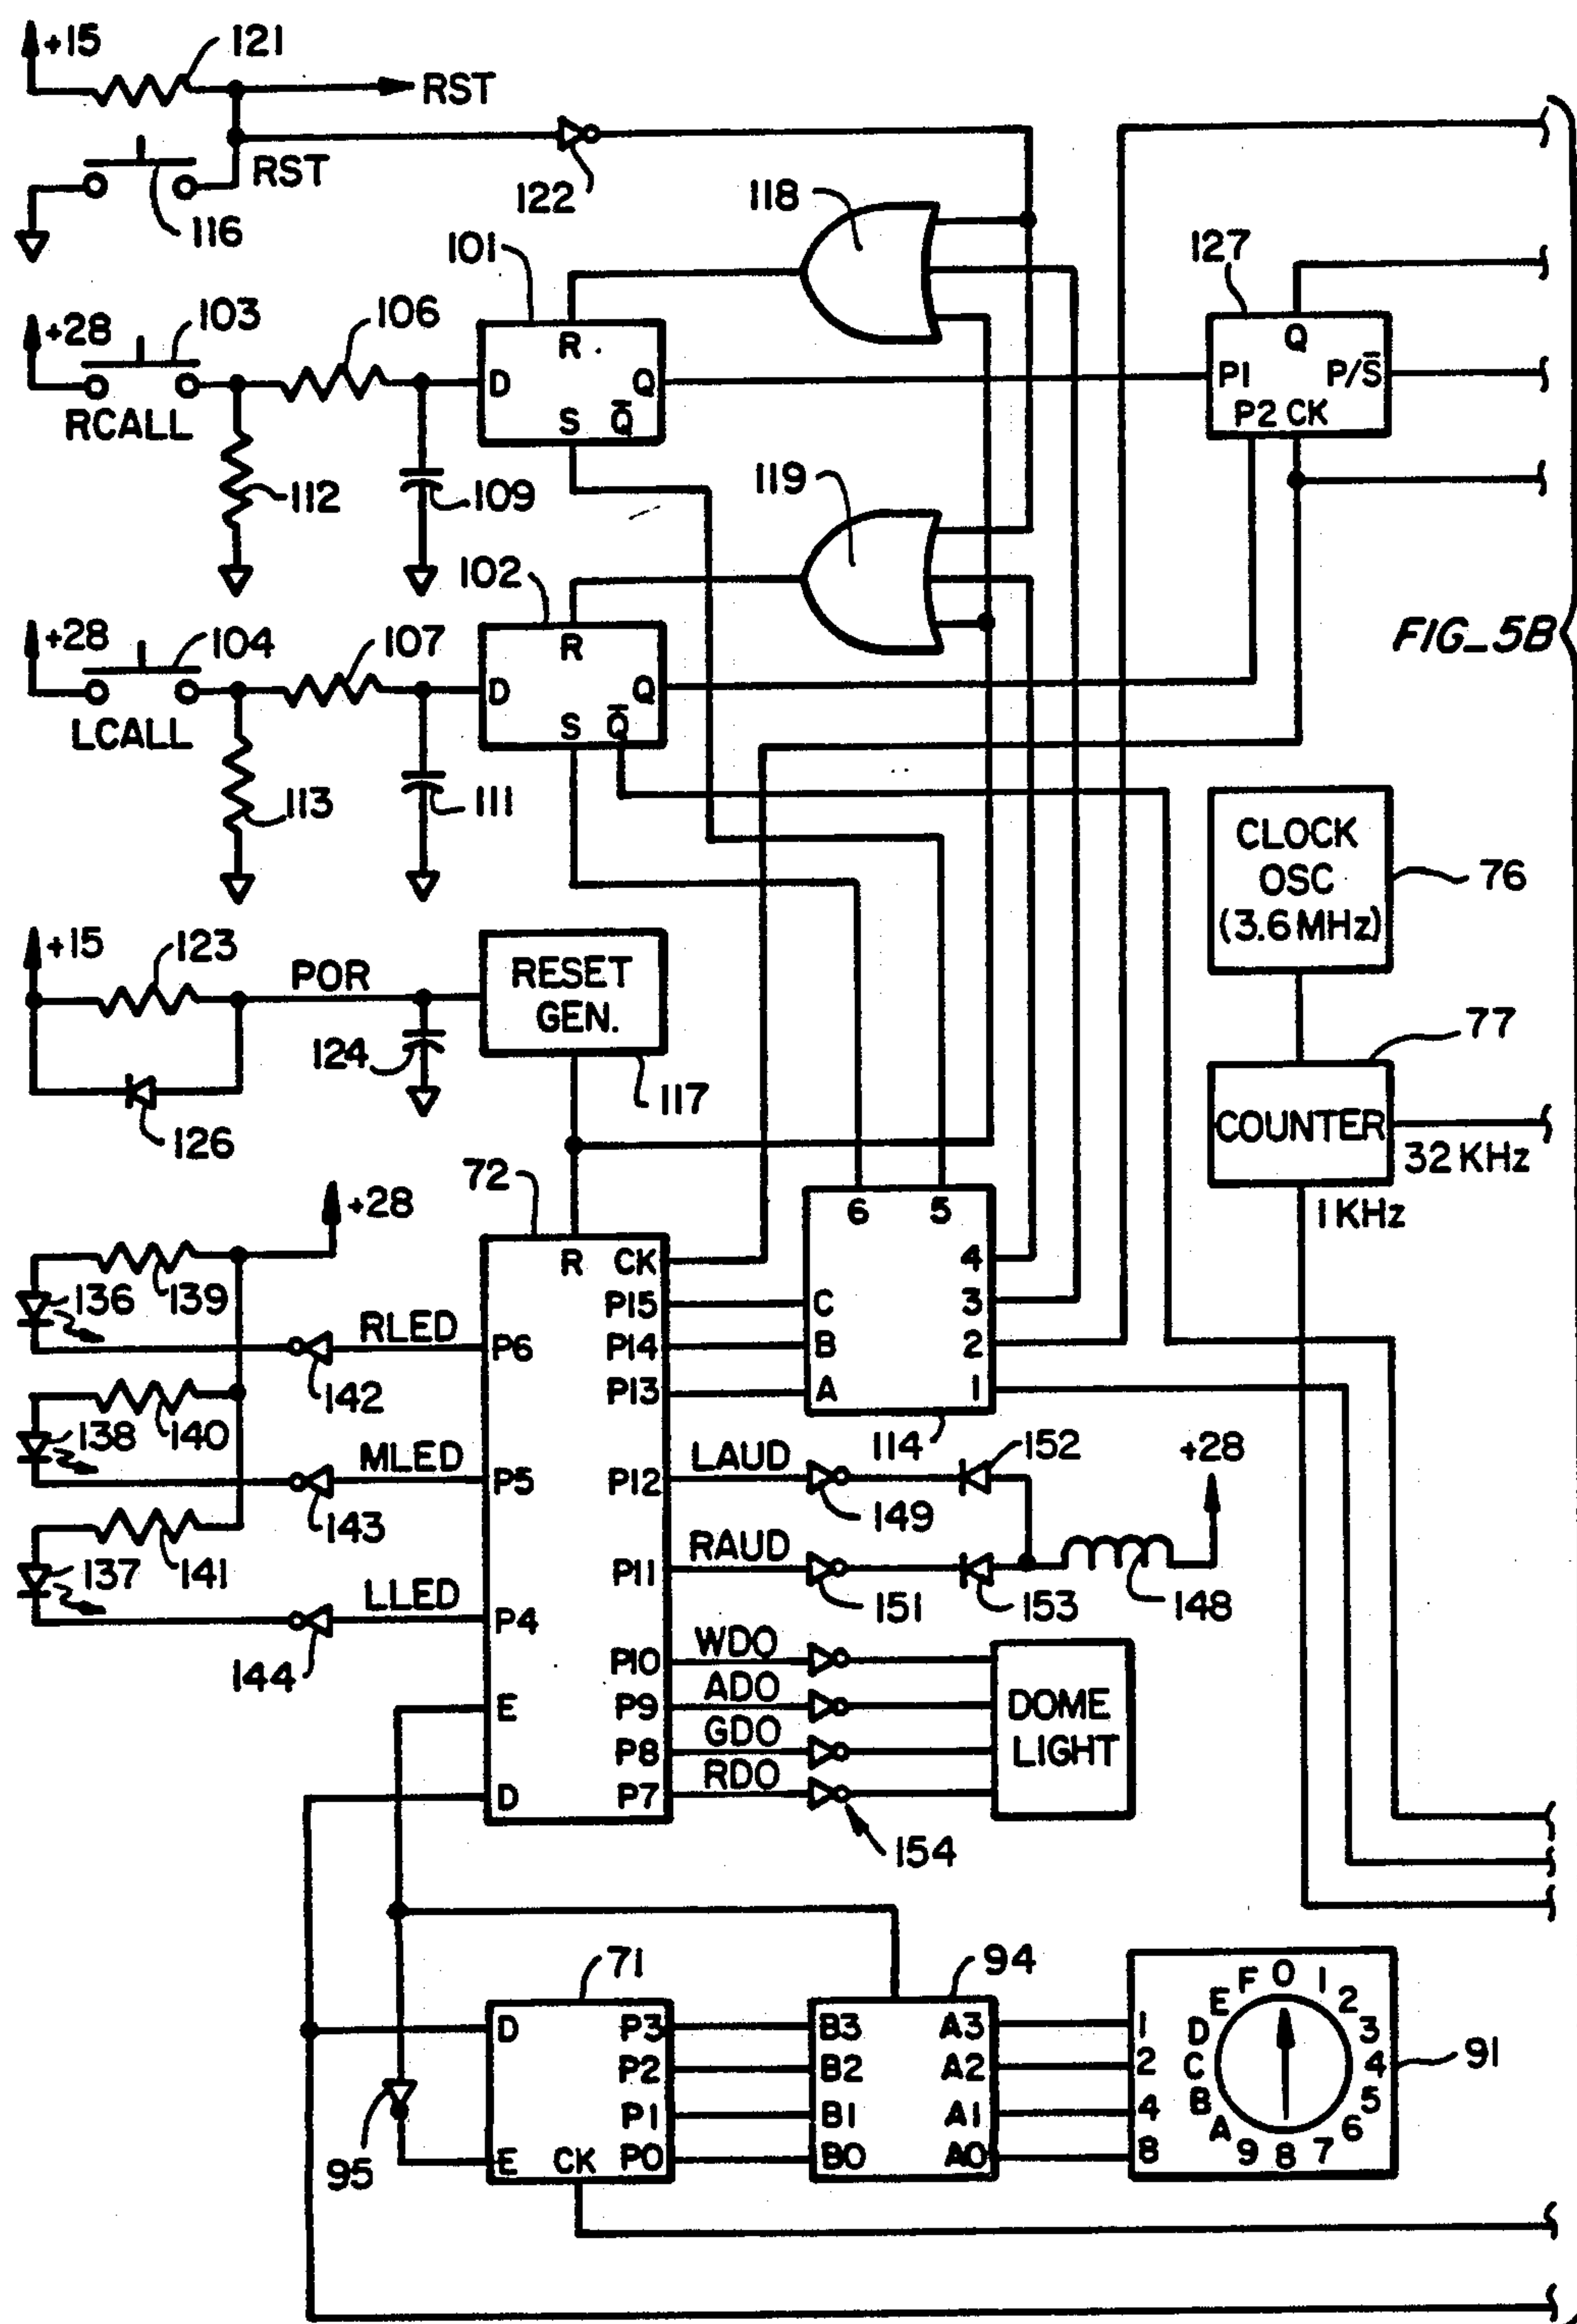 +15
121
RST
RST
116
122
118
101
127
+28
103
106
R
D
Q
S
Q̅
RCALL
112
109
Q
P1
P/S̅
P2
CK
119
102
+28
104
107
R
D
Q
S
Q̅
LCALL
113
111
FIG_5B
CLOCK
OSC
(3.6 MHz)
76
+15
123
POR
RESET
GEN.
124
117
126
77
COUNTER
32 KHz
1 KHz
72
+28
R
CK
6
5
4
3
2
1
C
B
A
114
P15
P14
P13
136
139
RLED
P6
142
138
140
MLED
P5
143
137
141
LLED
P4
144
P12
LAUD
149
152
+28
P11
RAUD
151
153
148
P10
WDO
P9
ADO
P8
GDO
P7
RDO
DOME
LIGHT
154
E
D
71
94
D
P3
B3
A3
1
P2
B2
A2
2
P1
B1
A1
4
E
CK
P0
B0
A0
8
95
F 0 1
E 2
D 3
C 4
B 5
A 6
9 8 7
91